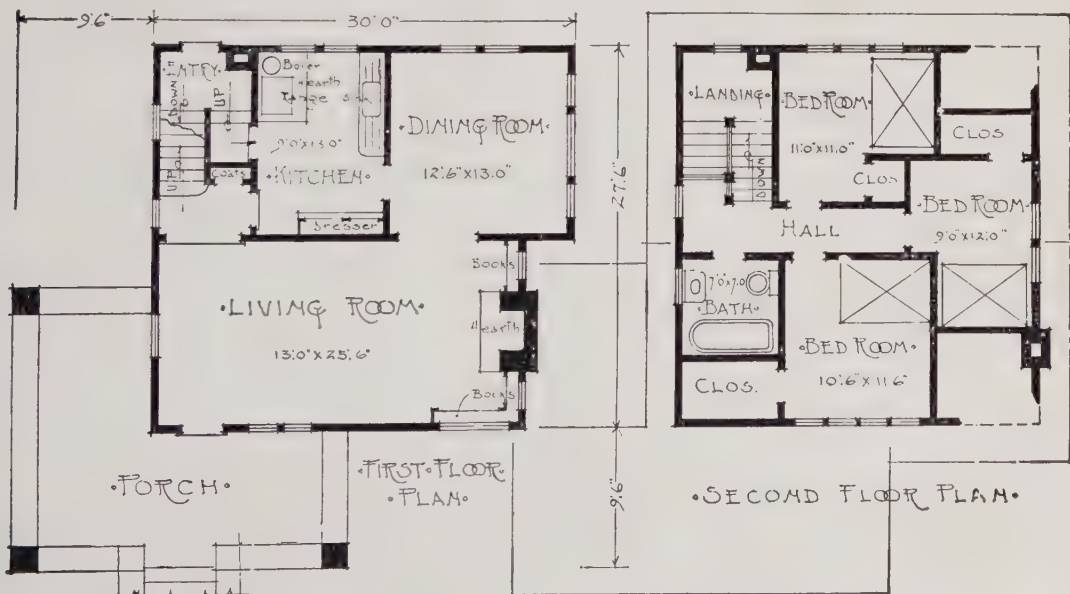 9'6"
30'0"
ENTRY
DOWN
UP
UP
Coats
Boiler
Hearth
Range Sink
9'0"x13'0"
·KITCHEN·
Dresser
·DINING ROOM·
12'6"x13'0"
27'6"
·LIVING ROOM·
13'0"x25'6"
Books
Hearth
Books
·PORCH·
·FIRST·FLOOR·
·PLAN·
9'6"
·LANDING·
DOWN
·BED ROOM·
11'0"x11'0"
CLOS
CLOS
·BED ROOM·
9'0"x12'0"
HALL
7'0"x7'0"
·BATH·
·BED ROOM·
10'6"x11'6"
CLOS.
·SECOND FLOOR PLAN·